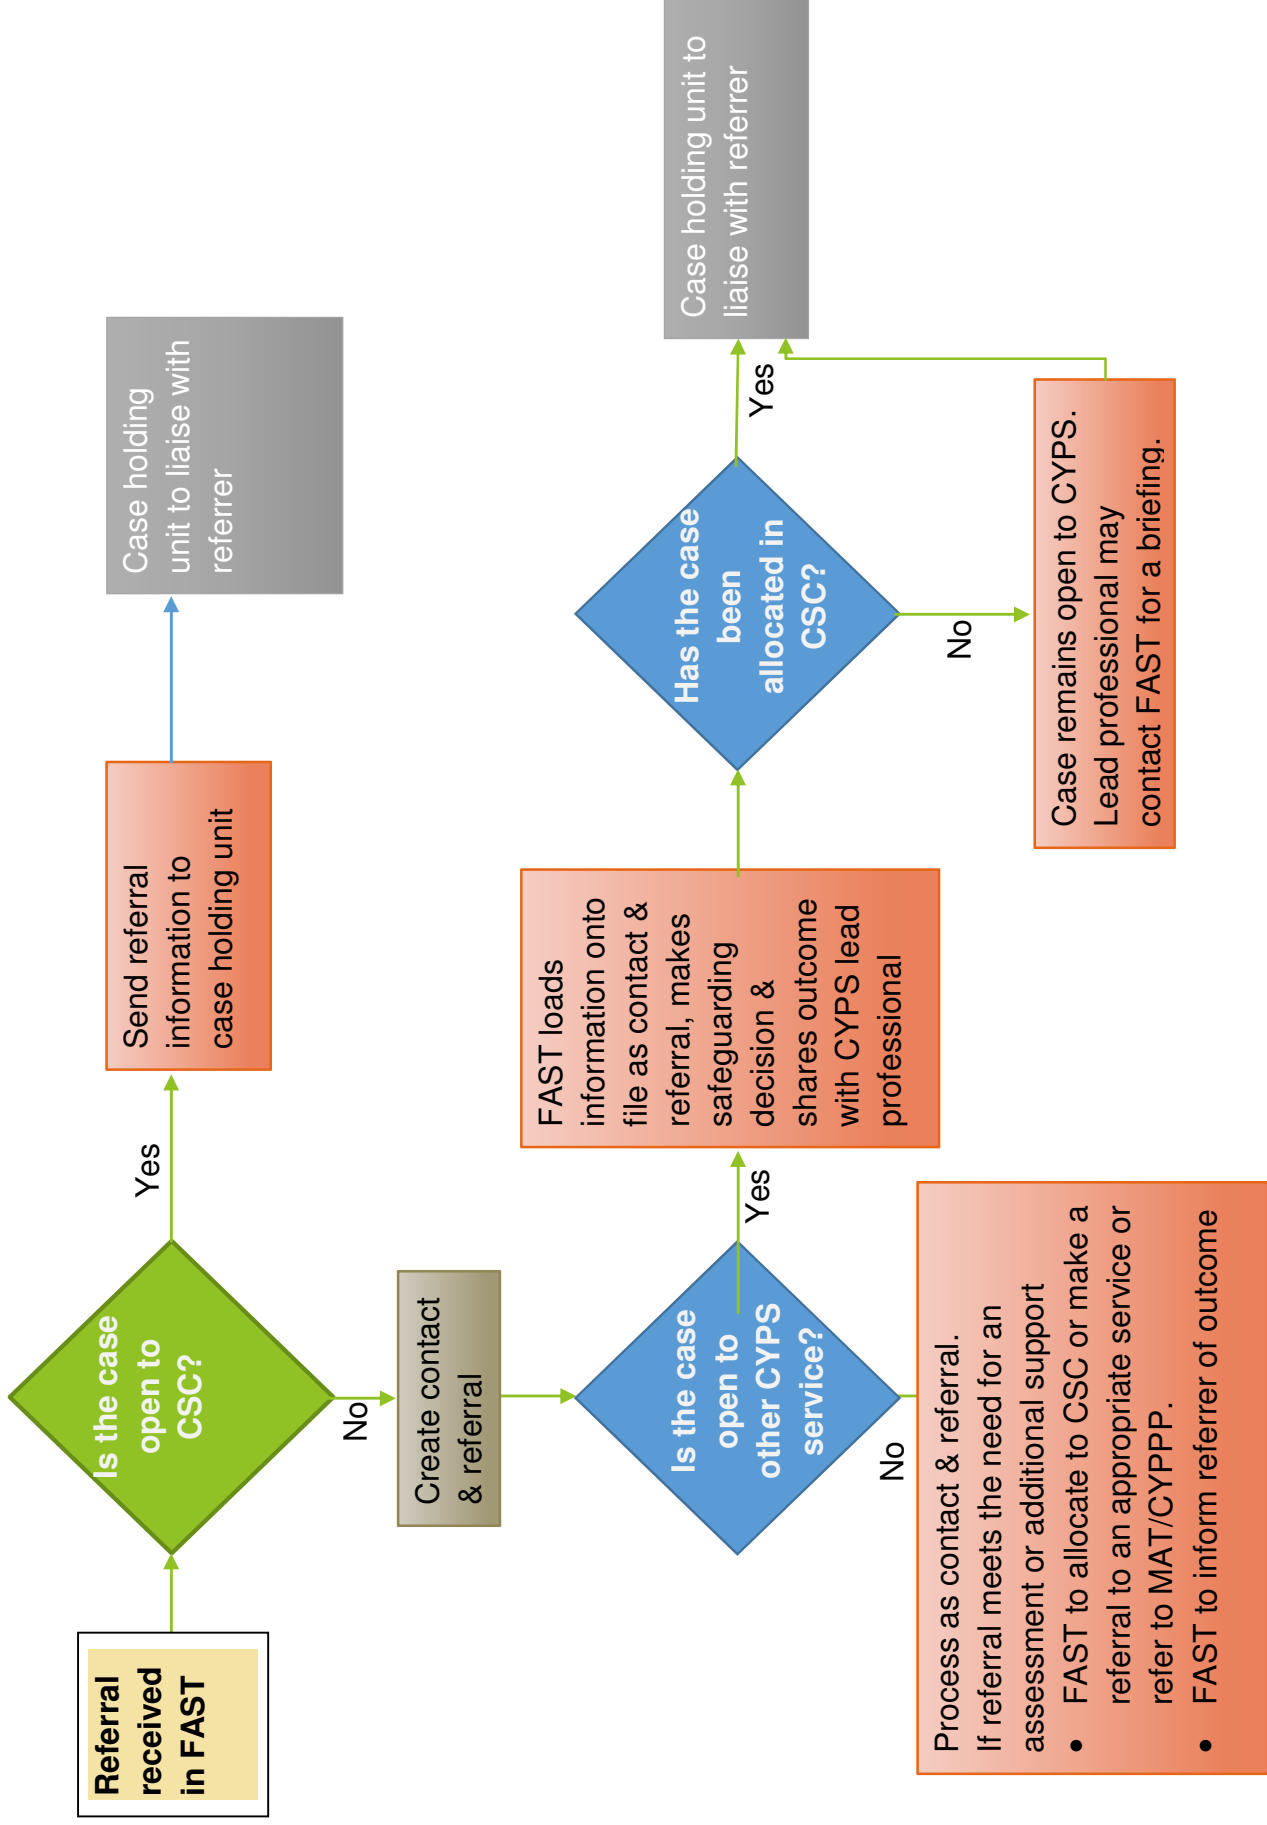 Referral
received
in FAST
Is the case
open to
CSC?
Yes
Send referral
information to
case holding unit
Case holding
unit to liaise with
referrer
No
Create contact
& referral
Is the case
open to
other CYPS
service?
Yes
FAST loads
information onto
file as contact &
referral, makes
safeguarding
decision &
shares outcome
with CYPS lead
professional
Has the case
been
allocated in
CSC?
Yes
Case holding unit to
liaise with referrer
No
Case remains open to CYPS.
Lead professional may
contact FAST for a briefing.
No
Process as contact & referral.
If referral meets the need for an
assessment or additional support
• FAST to allocate to CSC or make a
referral to an appropriate service or
refer to MAT/CYPPP.
• FAST to inform referrer of outcome